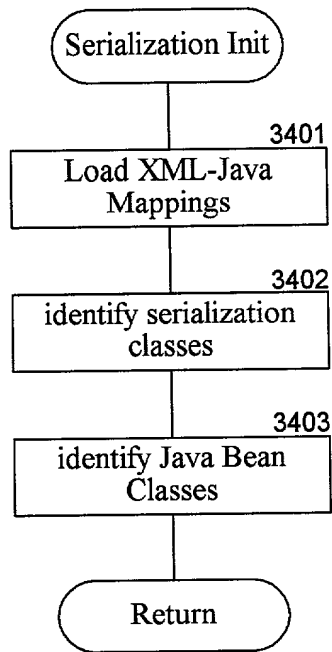 Serialization Init
3401
Load XML-Java
Mappings
3402
identify serialization
classes
3403
identify Java Bean
Classes
Return